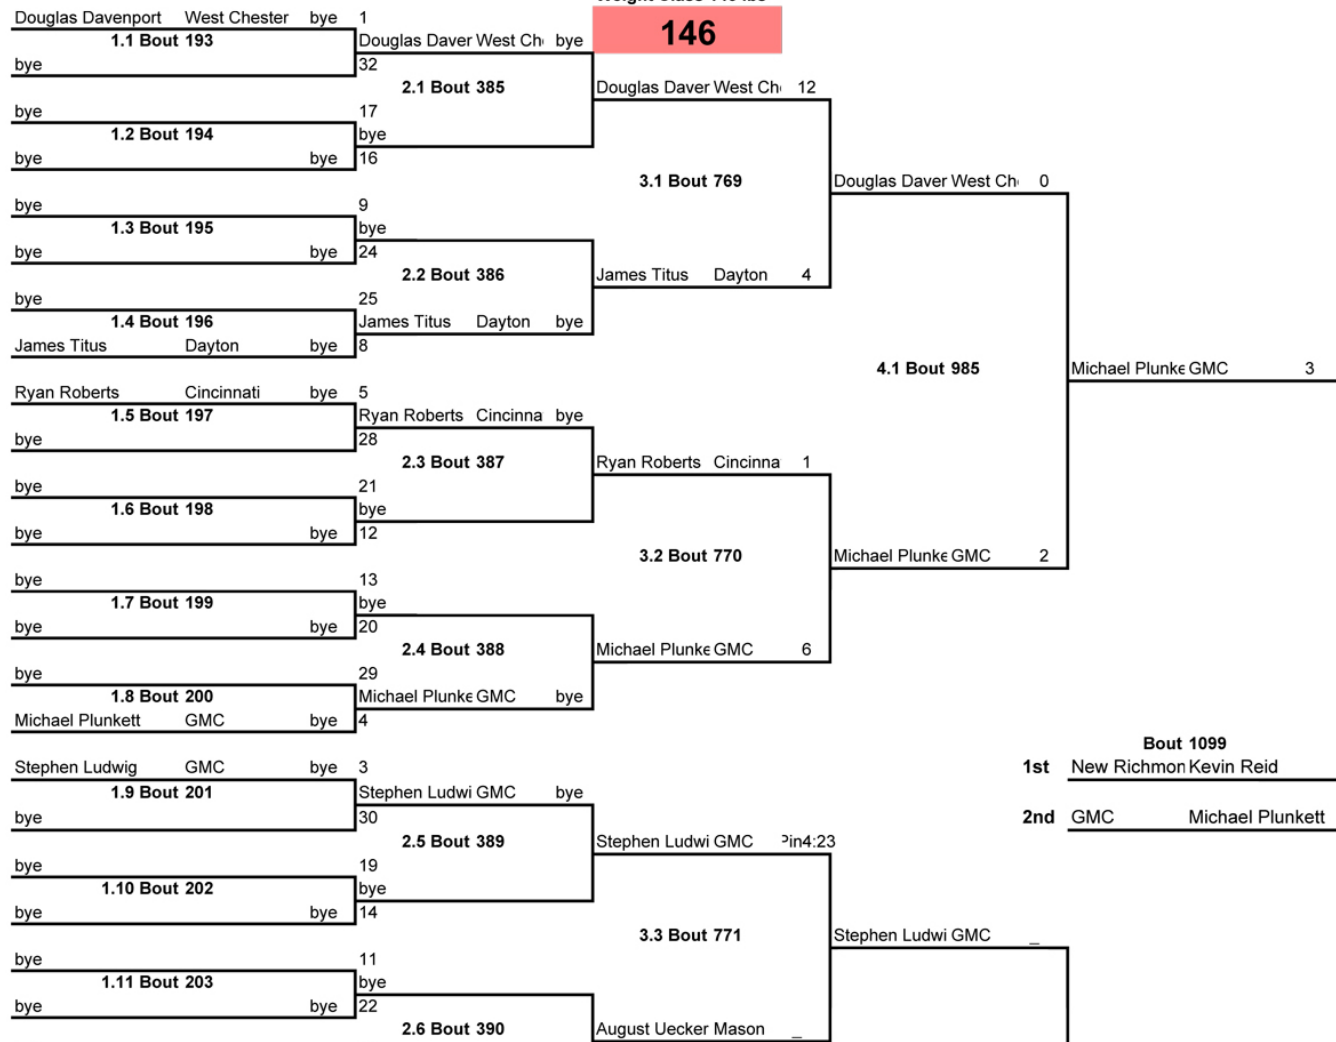 Douglas Davenport West Chester bye 1
146
1.1 Bout 193
Douglas Daver West Ch bye
bye 32
2.1 Bout 385
Douglas Daver West Ch 12
bye 17
1.2 Bout 194
bye
bye bye 16
3.1 Bout 769
Douglas Daver West Ch 0
bye 9
1.3 Bout 195
bye
bye bye 24
2.2 Bout 386
James Titus Dayton 4
bye 25
1.4 Bout 196
James Titus Dayton bye
James Titus Dayton bye 8
4.1 Bout 985
Michael Plunke GMC 3
Ryan Roberts Cincinnati bye 5
1.5 Bout 197
Ryan Roberts Cincinna bye
bye 28
2.3 Bout 387
Ryan Roberts Cincinna 1
bye 21
1.6 Bout 198
bye
bye bye 12
3.2 Bout 770
Michael Plunke GMC 2
bye 13
1.7 Bout 199
bye
bye bye 20
2.4 Bout 388
Michael Plunke GMC 6
bye 29
1.8 Bout 200
Michael Plunke GMC bye
Michael Plunkett GMC bye 4
Bout 1099
Stephen Ludwig GMC bye 3
1st New Richmon Kevin Reid
1.9 Bout 201
Stephen Ludwi GMC bye
bye 30
2nd GMC Michael Plunkett
2.5 Bout 389
Stephen Ludwi GMC Pin4:23
bye 19
1.10 Bout 202
bye
bye bye 14
3.3 Bout 771
Stephen Ludwi GMC _
bye 11
1.11 Bout 203
bye
bye bye 22
2.6 Bout 390
August Uecker Mason _